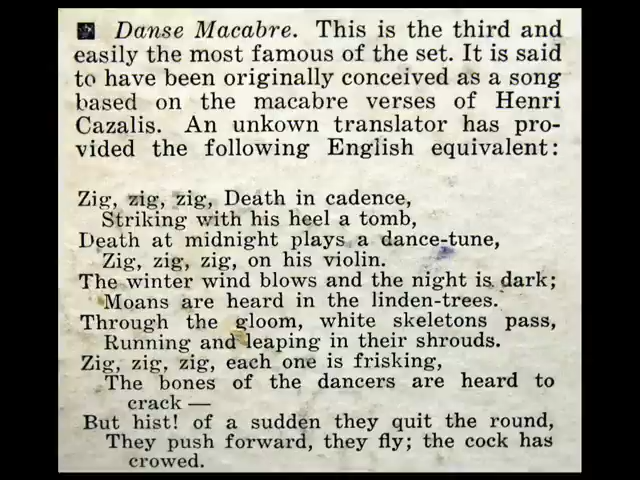 Danse Macabre. This is the third and
easily the most famous of the set. It is said
to have been originally conceived as a song
based on the macabre verses of Henri
Cazalis. An unkown translator has pro-
vided the following English equivalent:
Zig, zig, zig, Death in cadence,
Striking with his heel a tomb,
Death at midnight plays a dance-tune,
Zig, zig, zig, on his violin.
The winter wind blows and the night is dark;
Moans are heard in the linden-trees.
Through the gloom, white skeletons pass,
Running and leaping in their shrouds.
Zig, zig, zig, each one is frisking,
The bones of the dancers are heard to
crack —
But hist! of a sudden they quit the round,
They push forward, they fly; the cock has
crowed.